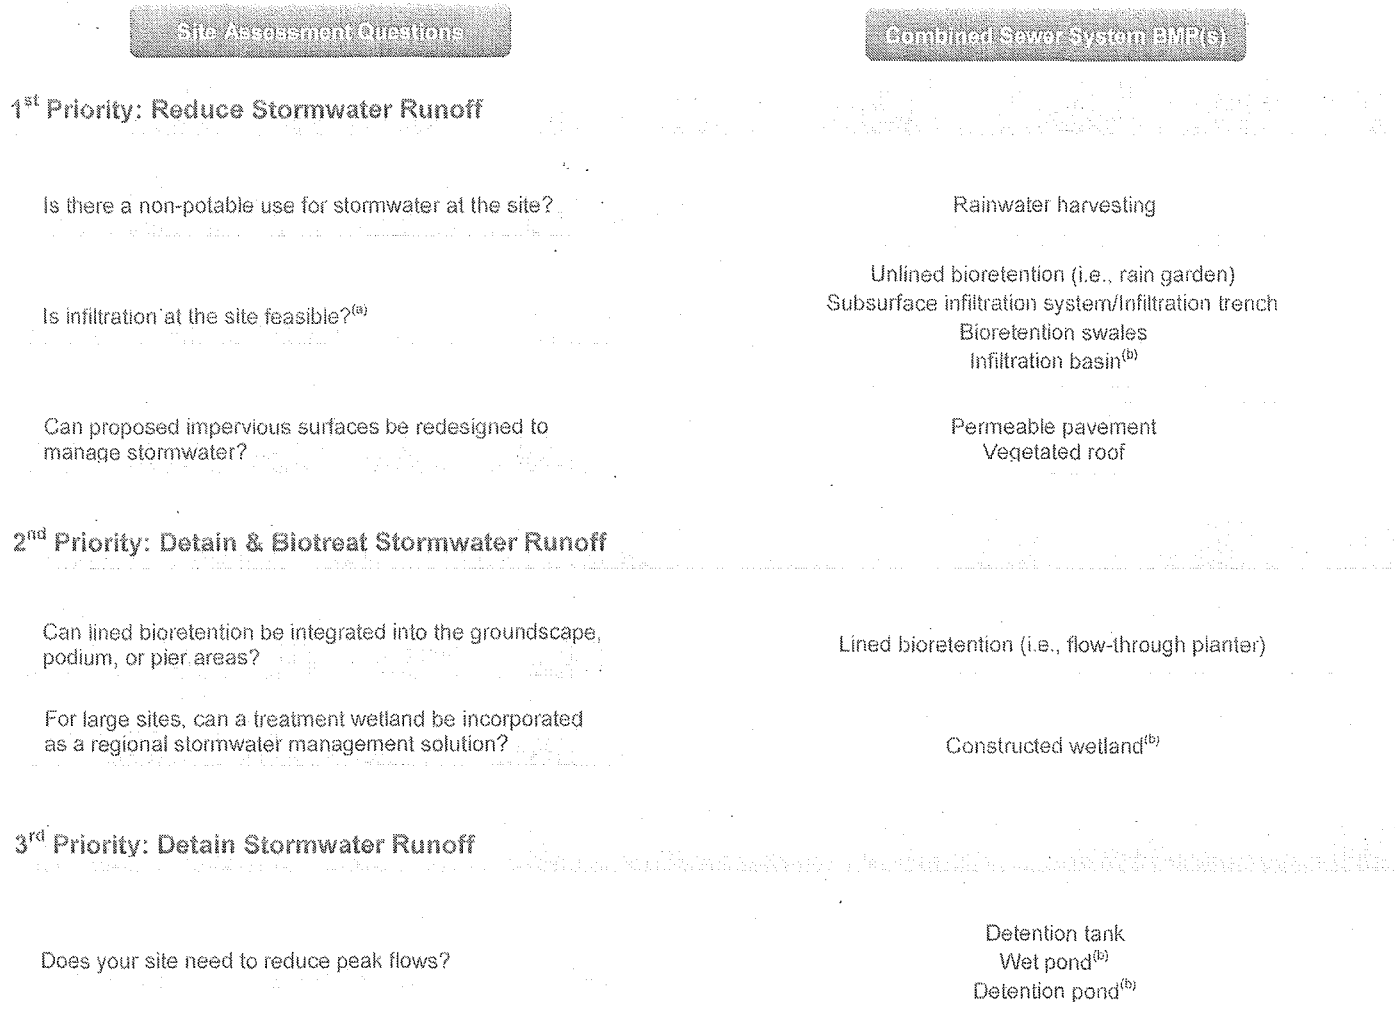 Site Assessment Questions
Combined Sewer System BMP(s)
1st Priority: Reduce Stormwater Runoff
Is there a non-potable use for stormwater at the site?
Rainwater harvesting
Is infiltration at the site feasible?(a)
Unlined bioretention (i.e., rain garden)
Subsurface infiltration system/Infiltration trench
Bioretention swales
Infiltration basin(b)
Can proposed impervious surfaces be redesigned to
manage stormwater?
Permeable pavement
Vegetated roof
2nd Priority: Detain & Biotreat Stormwater Runoff
Can lined bioretention be integrated into the groundscape,
podium, or pier areas?
Lined bioretention (i.e., flow-through planter)
For large sites, can a treatment wetland be incorporated
as a regional stormwater management solution?
Constructed wetland(b)
3rd Priority: Detain Stormwater Runoff
Does your site need to reduce peak flows?
Detention tank
Wet pond(b)
Detention pond(b)